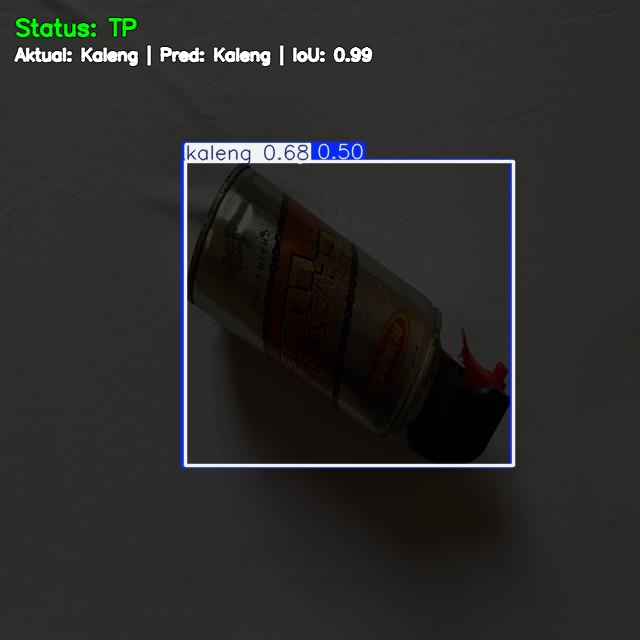 Status: TP
Aktual: Kaleng | Pred: Kaleng | IoU: 0.99
kaleng 0.68 0.50
CHAIN
LUBE